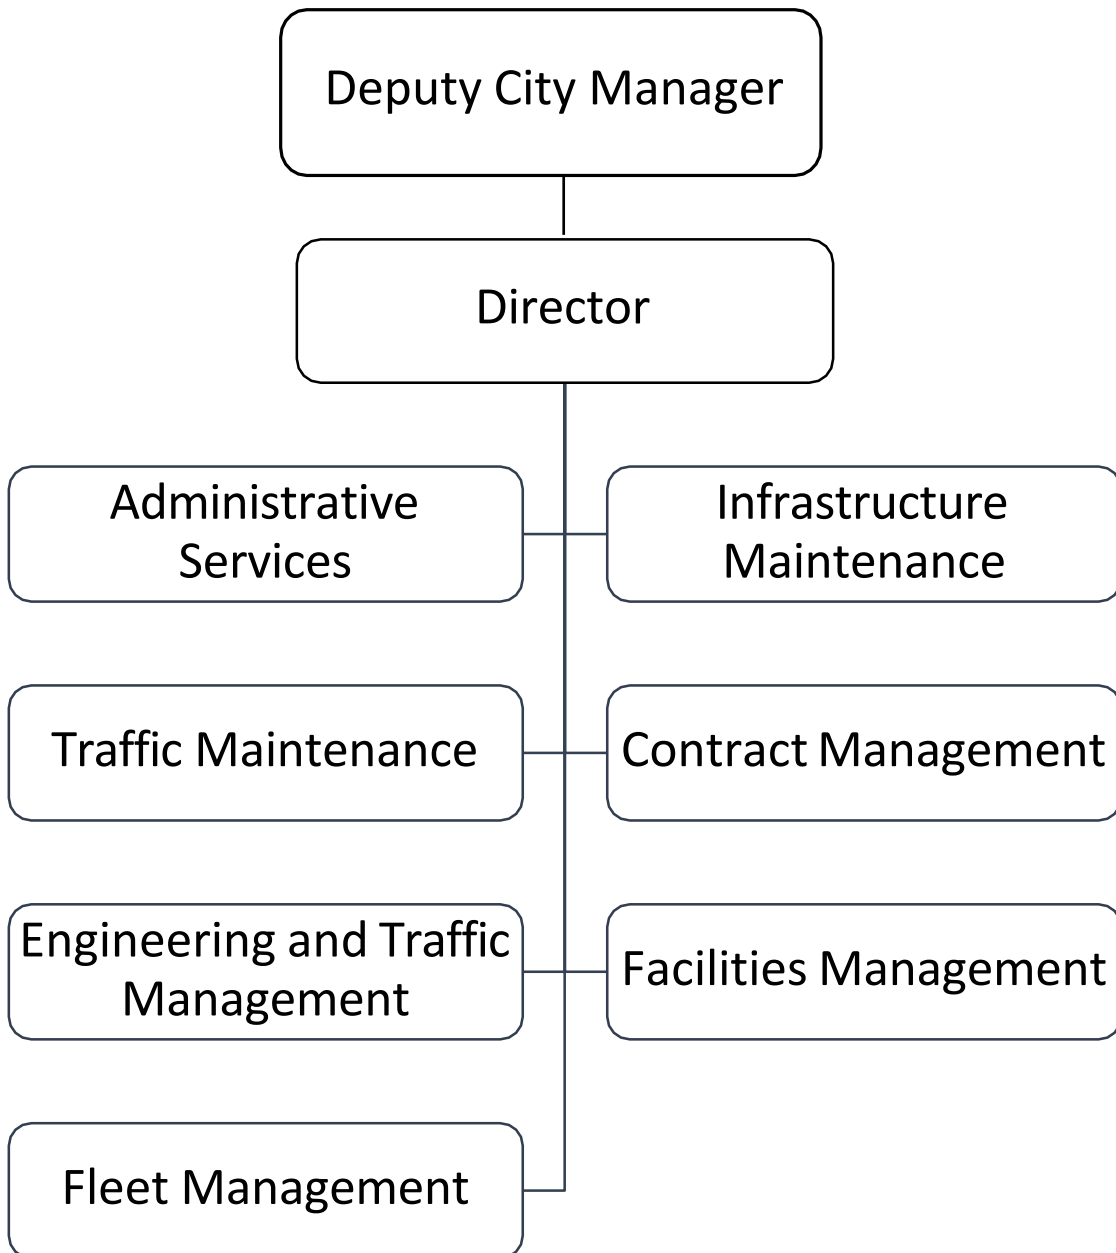 Deputy City Manager
Director
Administrative
Services
Infrastructure
Maintenance
Traffic Maintenance
Contract Management
Engineering and Traffic
Management
Facilities Management
Fleet Management